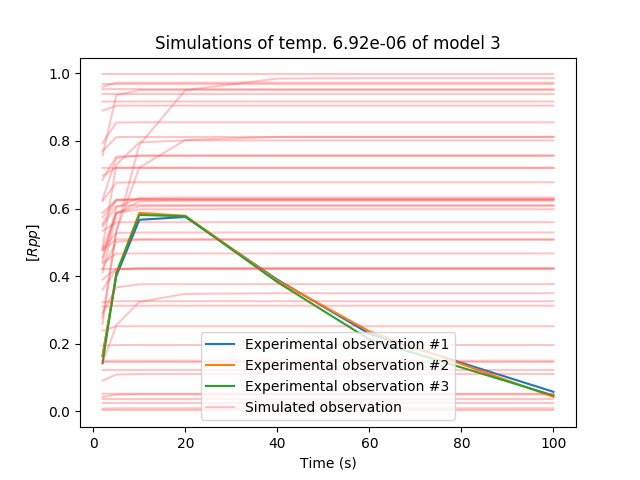 Simulations of temp. 6.92e-06 of model 3
1.0
0.8
0.6
0.4
0.2
0.0
[Rpp]
Experimental observation #1
Experimental observation #2
Experimental observation #3
Simulated observation
0
20
40
60
80
100
Time (s)